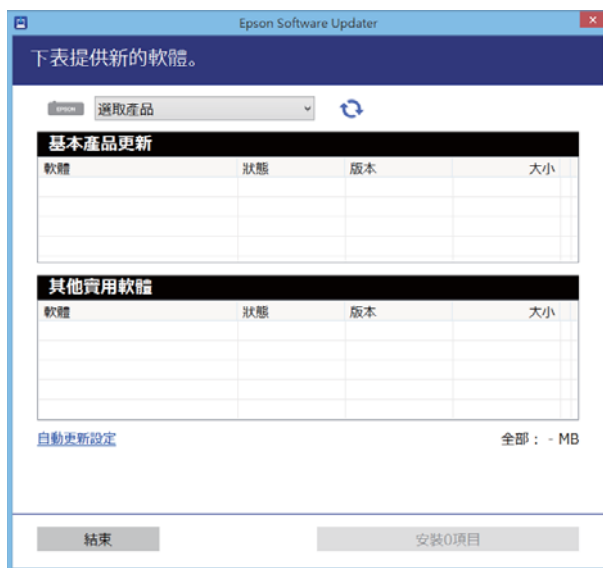 Epson Software Updater
下表提供新的軟體。
EPSON 選取產品
基本產品更新
軟體 狀態 版本 大小
其他實用軟體
軟體 狀態 版本 大小
自動更新設定 全部： - MB
結束 安裝0項目